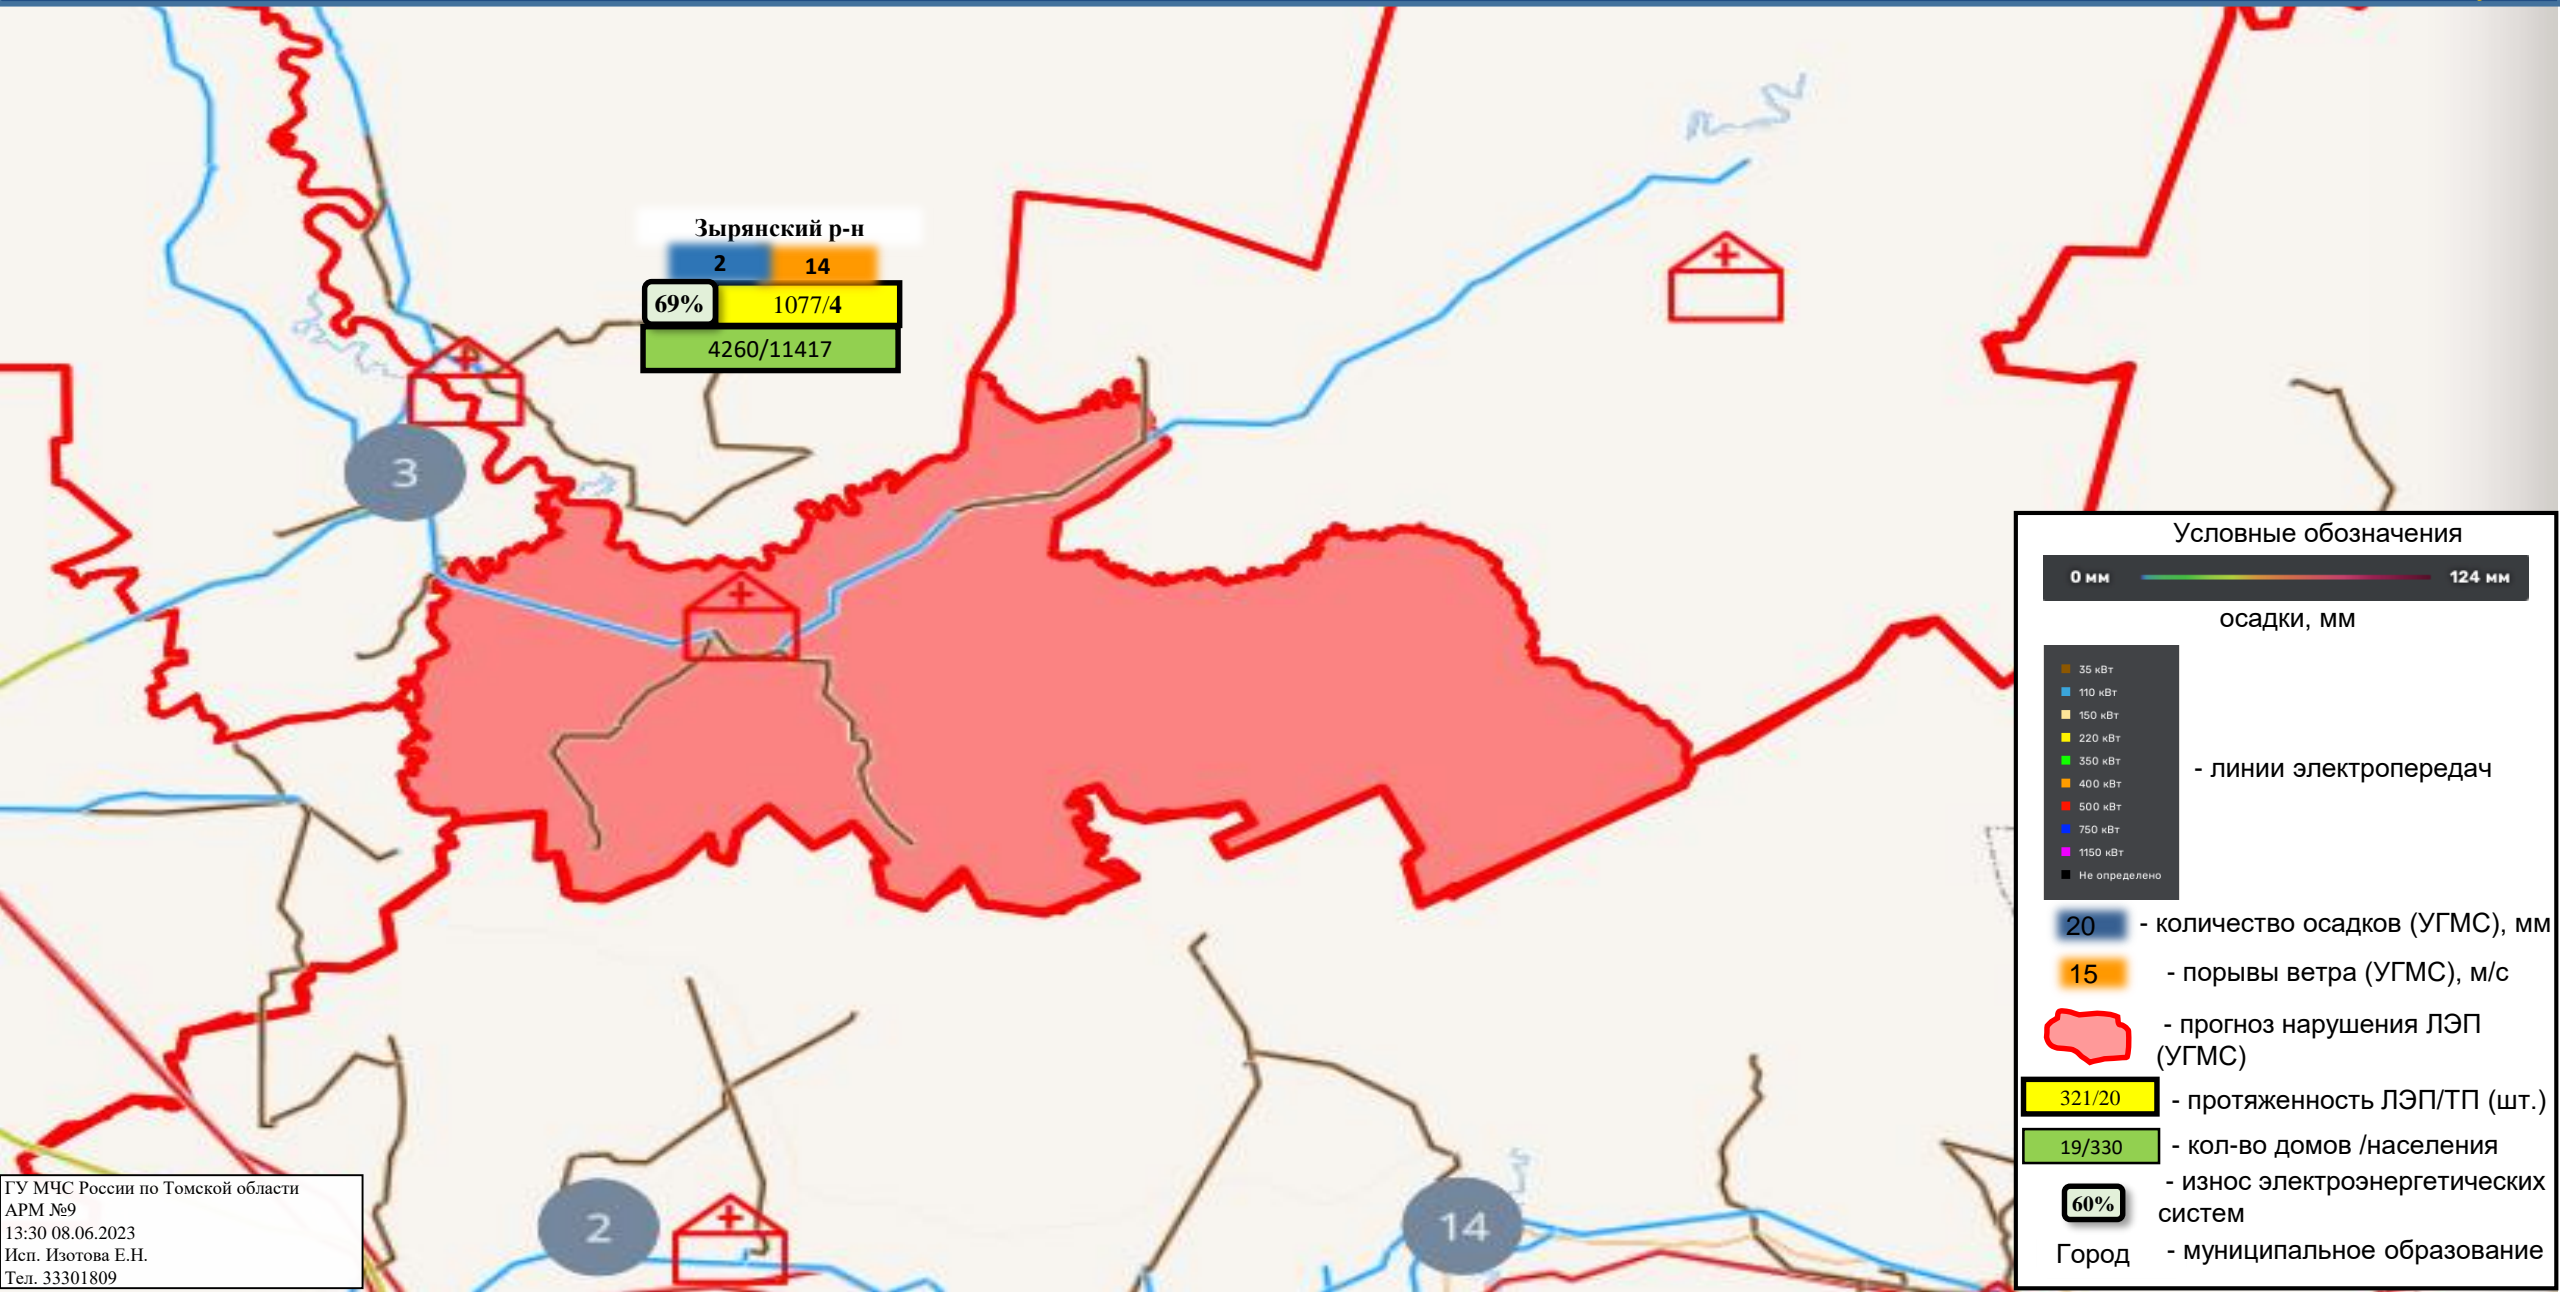 Зырянский р-н
2 14
69% 1077/4
4260/11417
3
2
14
Условные обозначения
0 мм 124 мм
осадки, мм
35 кВт
110 кВт
150 кВт
220 кВт
350 кВт
400 кВт
500 кВт
750 кВт
1150 кВт
Не определено
- линии электропередач
20 - количество осадков (УГМС), мм
15 - порывы ветра (УГМС), м/с
- прогноз нарушения ЛЭП
(УГМС)
321/20 - протяженность ЛЭП/ТП (шт.)
19/330 - кол-во домов /населения
- износ электроэнергетических
60% систем
Город - муниципальное образование
ГУ МЧС России по Томской области
АРМ №9
13:30 08.06.2023
Исп. Изотова Е.Н.
Тел. 33301809